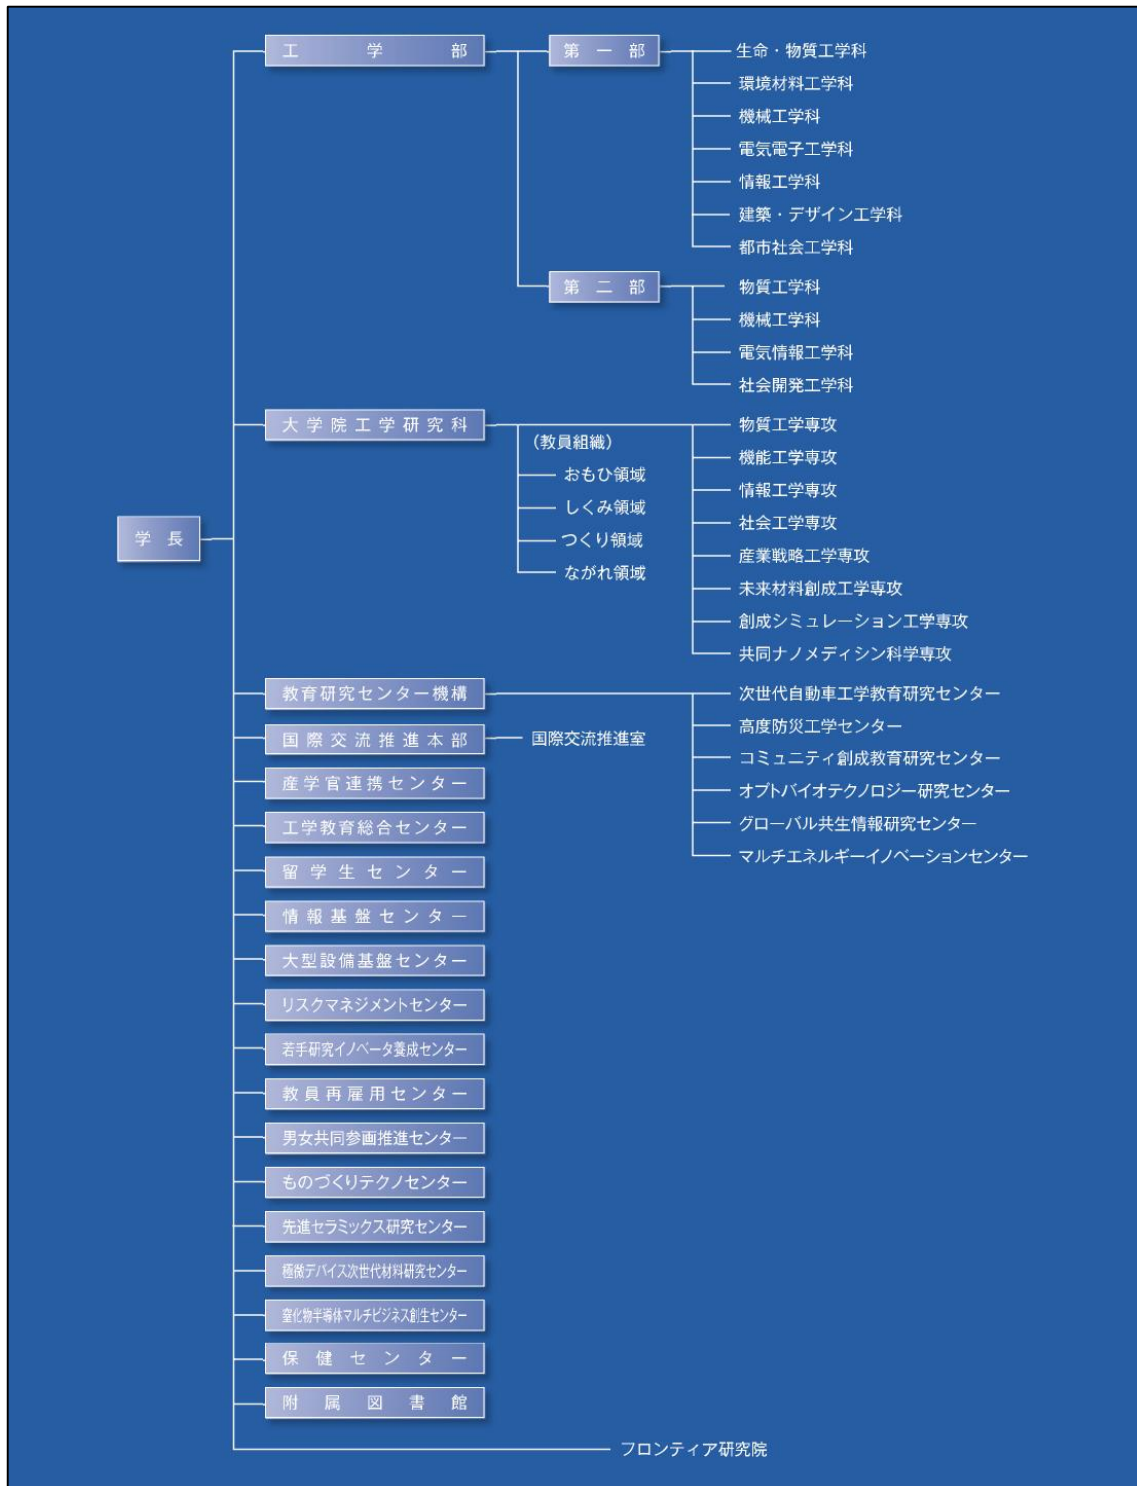 工学部
第一部
生命・物質工学科
環境材料工学科
機械工学科
電気電子工学科
情報工学科
建築・デザイン工学科
都市社会工学科
第二部
物質工学科
機械工学科
電気情報工学科
社会開発工学科
大学院工学研究科
(教員組織)
おもひ領域
しくみ領域
つくり領域
ながれ領域
物質工学専攻
機能工学専攻
情報工学専攻
社会工学専攻
産業戦略工学専攻
未来材料創成工学専攻
創成シミュレーション工学専攻
共同ナノメディシン科学専攻
学長
教育研究センター機構
次世代自動車工学教育研究センター
高度防災工学センター
コミュニティ創成教育研究センター
オプトバイオテクノロジー研究センター
グローバル共生情報研究センター
マルチエネルギーイノベーションセンター
国際交流推進本部
国際交流推進室
産学官連携センター
工学教育総合センター
留学生センター
情報基盤センター
大型設備基盤センター
リスクマネジメントセンター
若手研究イノベータ養成センター
教員再雇用センター
男女共同参画推進センター
ものづくりテクノセンター
先進セラミックス研究センター
極微デバイス次世代材料研究センター
窒化物半導体マルチビジネス創生センター
保健センター
附属図書館
フロンティア研究院